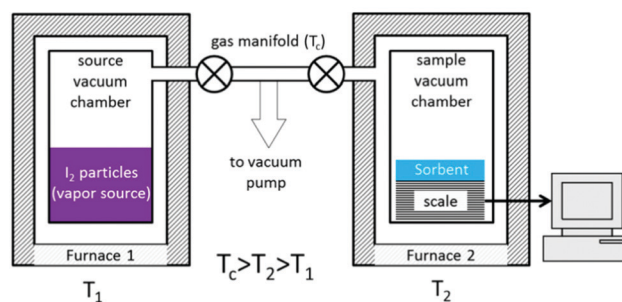 gas manifold (Tc)
source
vacuum
chamber
sample
vacuum
chamber
to vacuum
pump
I2 particles
(vapor source)
Sorbent
scale
Furnace 1
Furnace 2
Tc>T2>T1
T1
T2